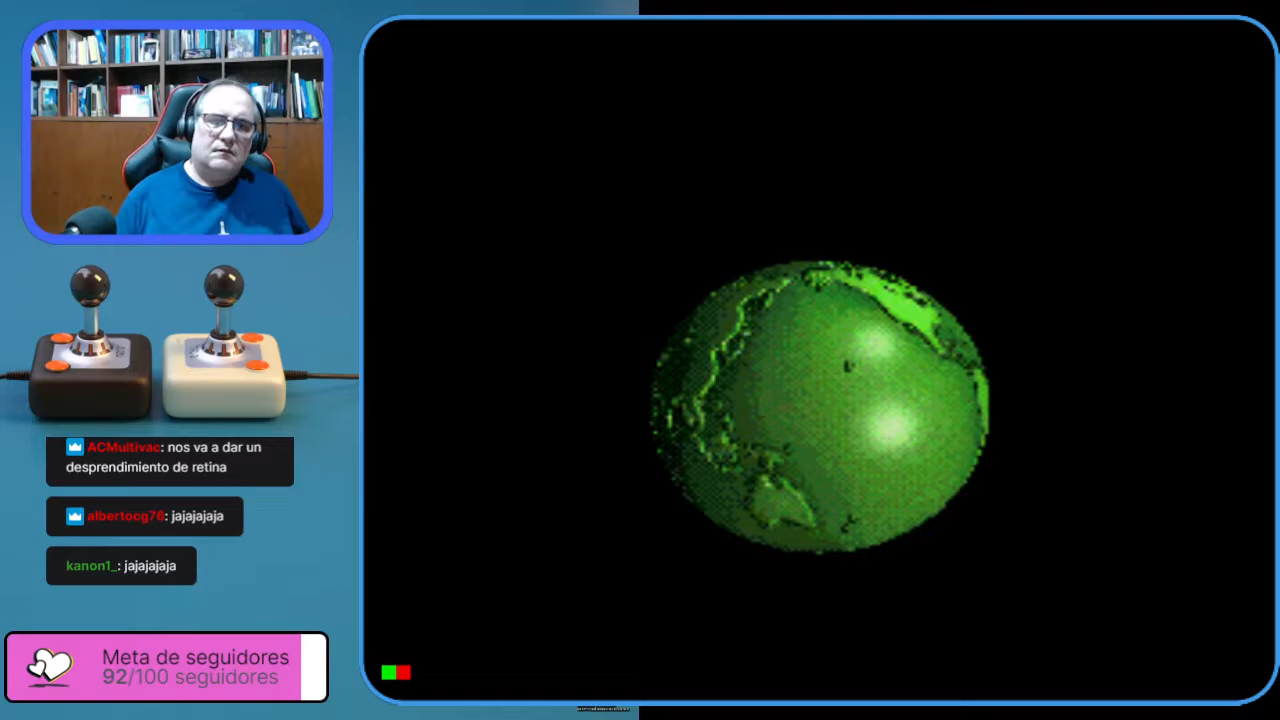 ACMultivac: nos va a dar un
desprendimiento de retina
albertocg76: jajajajaja
kanon1_: jajajajaja
Meta de seguidores
92/100 seguidores